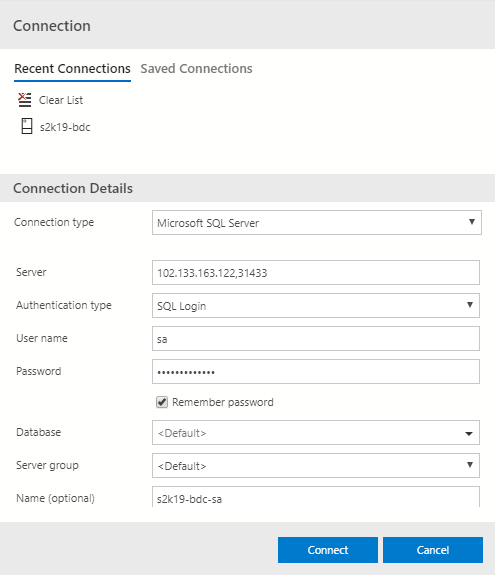 Connection
Recent Connections Saved Connections
Clear List
s2k19-bdc
Connection Details
Connection type Microsoft SQL Server
Server 102.133.163.122,31433
Authentication type SQL Login
User name sa
Password •••••••••••••
Remember password
Database <Default>
Server group <Default>
Name (optional) s2k19-bdc-sa
Connect Cancel